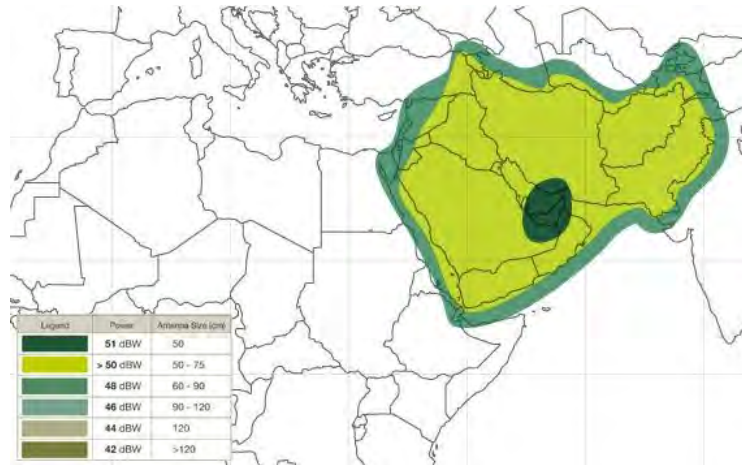 Legend Power Antenna Size (cm)
51 dBW 50
> 50 dBW 50 - 75
48 dBW 60 - 90
46 dBW 90 - 120
44 dBW 120
42 dBW >120